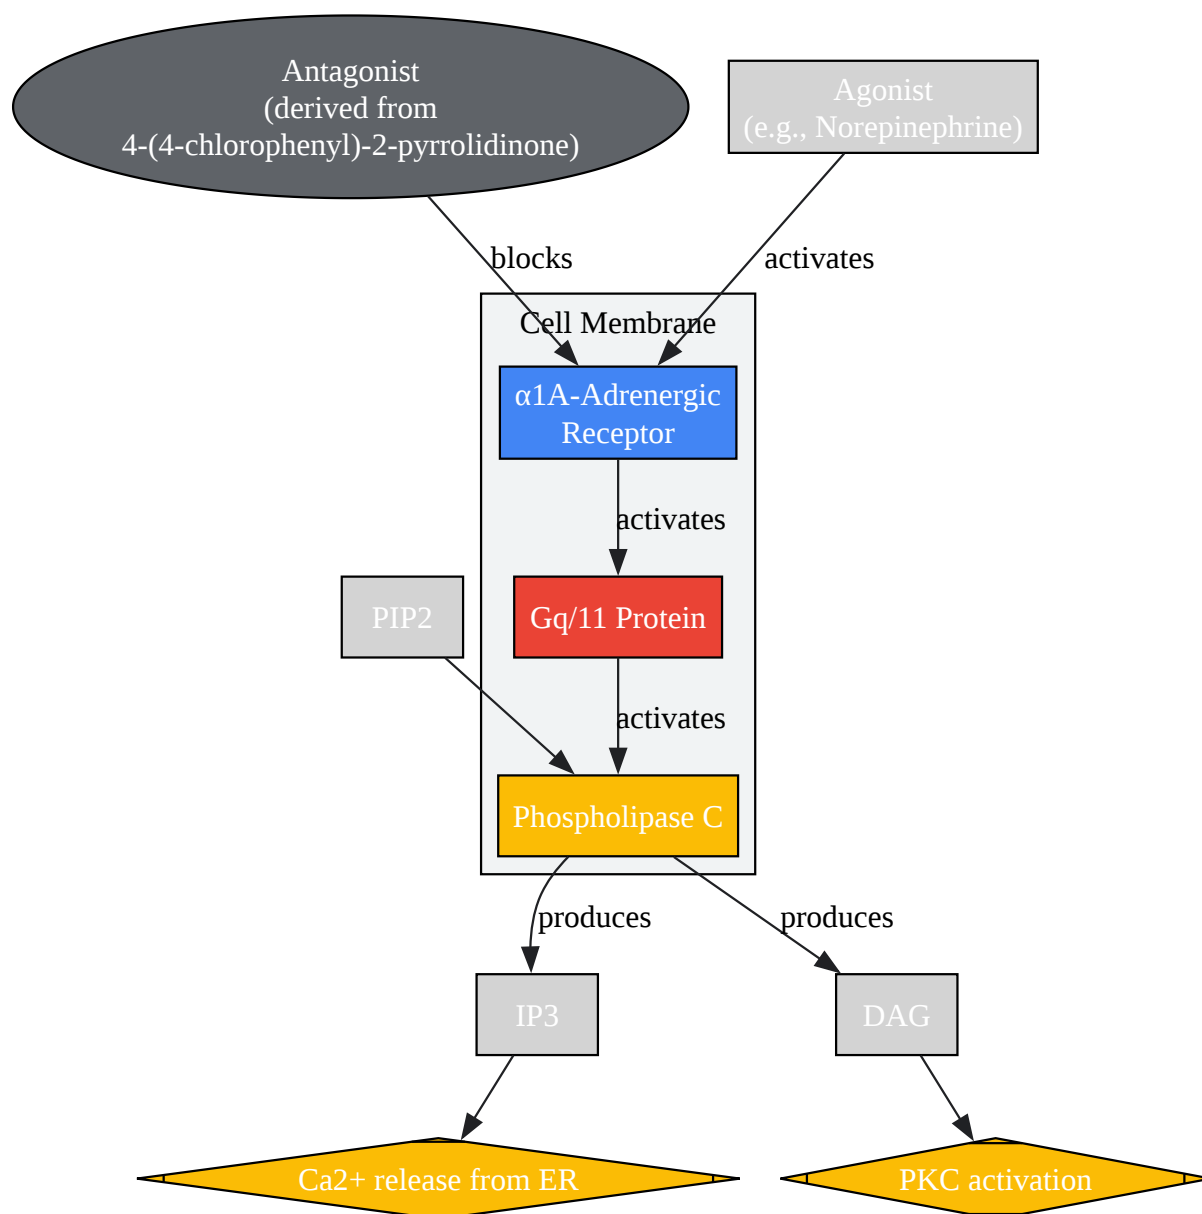 Antagonist
(derived from
4-(4-chlorophenyl)-2-pyrrolidinone)
Agonist
(e.g., Norepinephrine)
blocks
activates
Cell Membrane
α1A-Adrenergic
Receptor
activates
PIP2
Gq/11 Protein
activates
Phospholipase C
produces
produces
IP3
DAG
Ca2+ release from ER
PKC activation